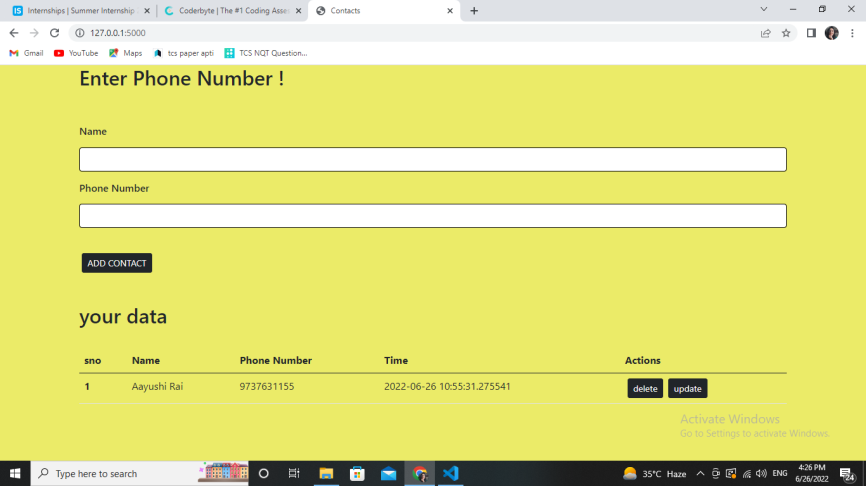 Internships | Summer Internship
Coderbyte | The #1 Coding Asses
Contacts
127.0.0.1:5000
Gmail YouTube Maps tcs paper apti TCS NQT Question...
Enter Phone Number !
Name
Phone Number
ADD CONTACT
your data
sno Name Phone Number Time Actions
1 Aayushi Rai 9737631155 2022-06-26 10:55:31.275541 delete update
Activate Windows
Go to Settings to activate Windows.
Type here to search
35°C Haze
ENG
4:26 PM
6/26/2022
24